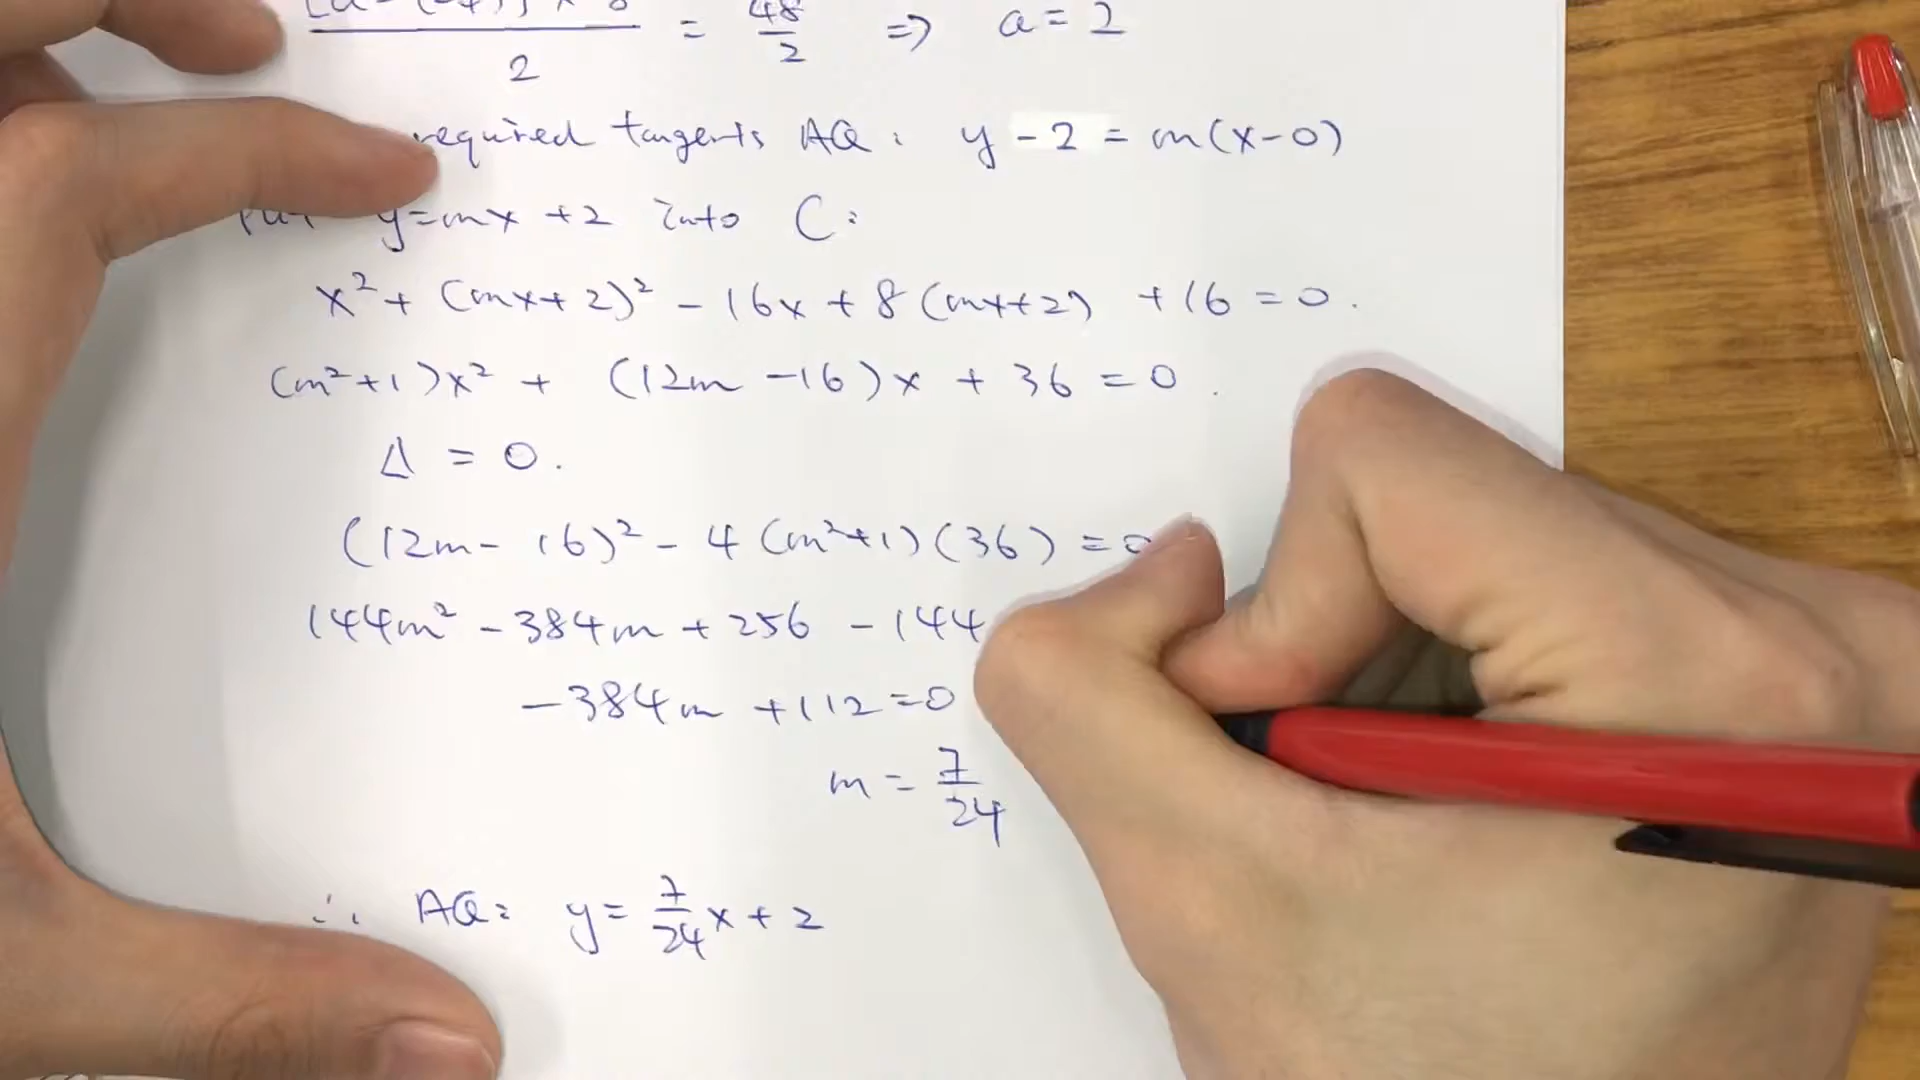 2 = 48/2 ⇒ a = 2
required tangents AQ: y - 2 = m(x-0)
y=mx +2 into C:
x² + (mx+2)² - 16x + 8(mx+2) +16 = 0.
(m²+1)x² + (12m -16)x + 36 = 0.
Δ = 0.
(12m - 16)² - 4(m²+1)(36) = 0
144m² - 384m + 256 - 144
-384m +112 =0
m = 7/24
∴ AQ: y = 7/24 x + 2